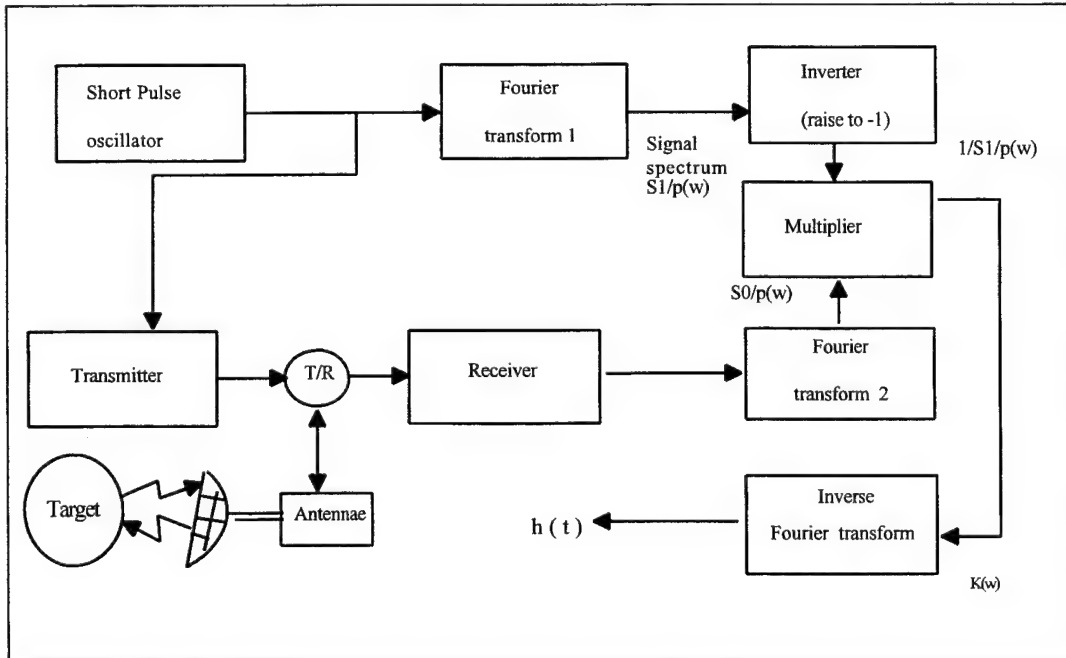 Short Pulse
oscillator
Fourier
transform 1
Inverter
(raise to -1)
Signal
spectrum
S1/p(w)
1/S1/p(w)
Multiplier
S0/p(w)
Transmitter
T/R
Receiver
Fourier
transform 2
Target
Antennae
h ( t )
Inverse
Fourier transform
K(w)